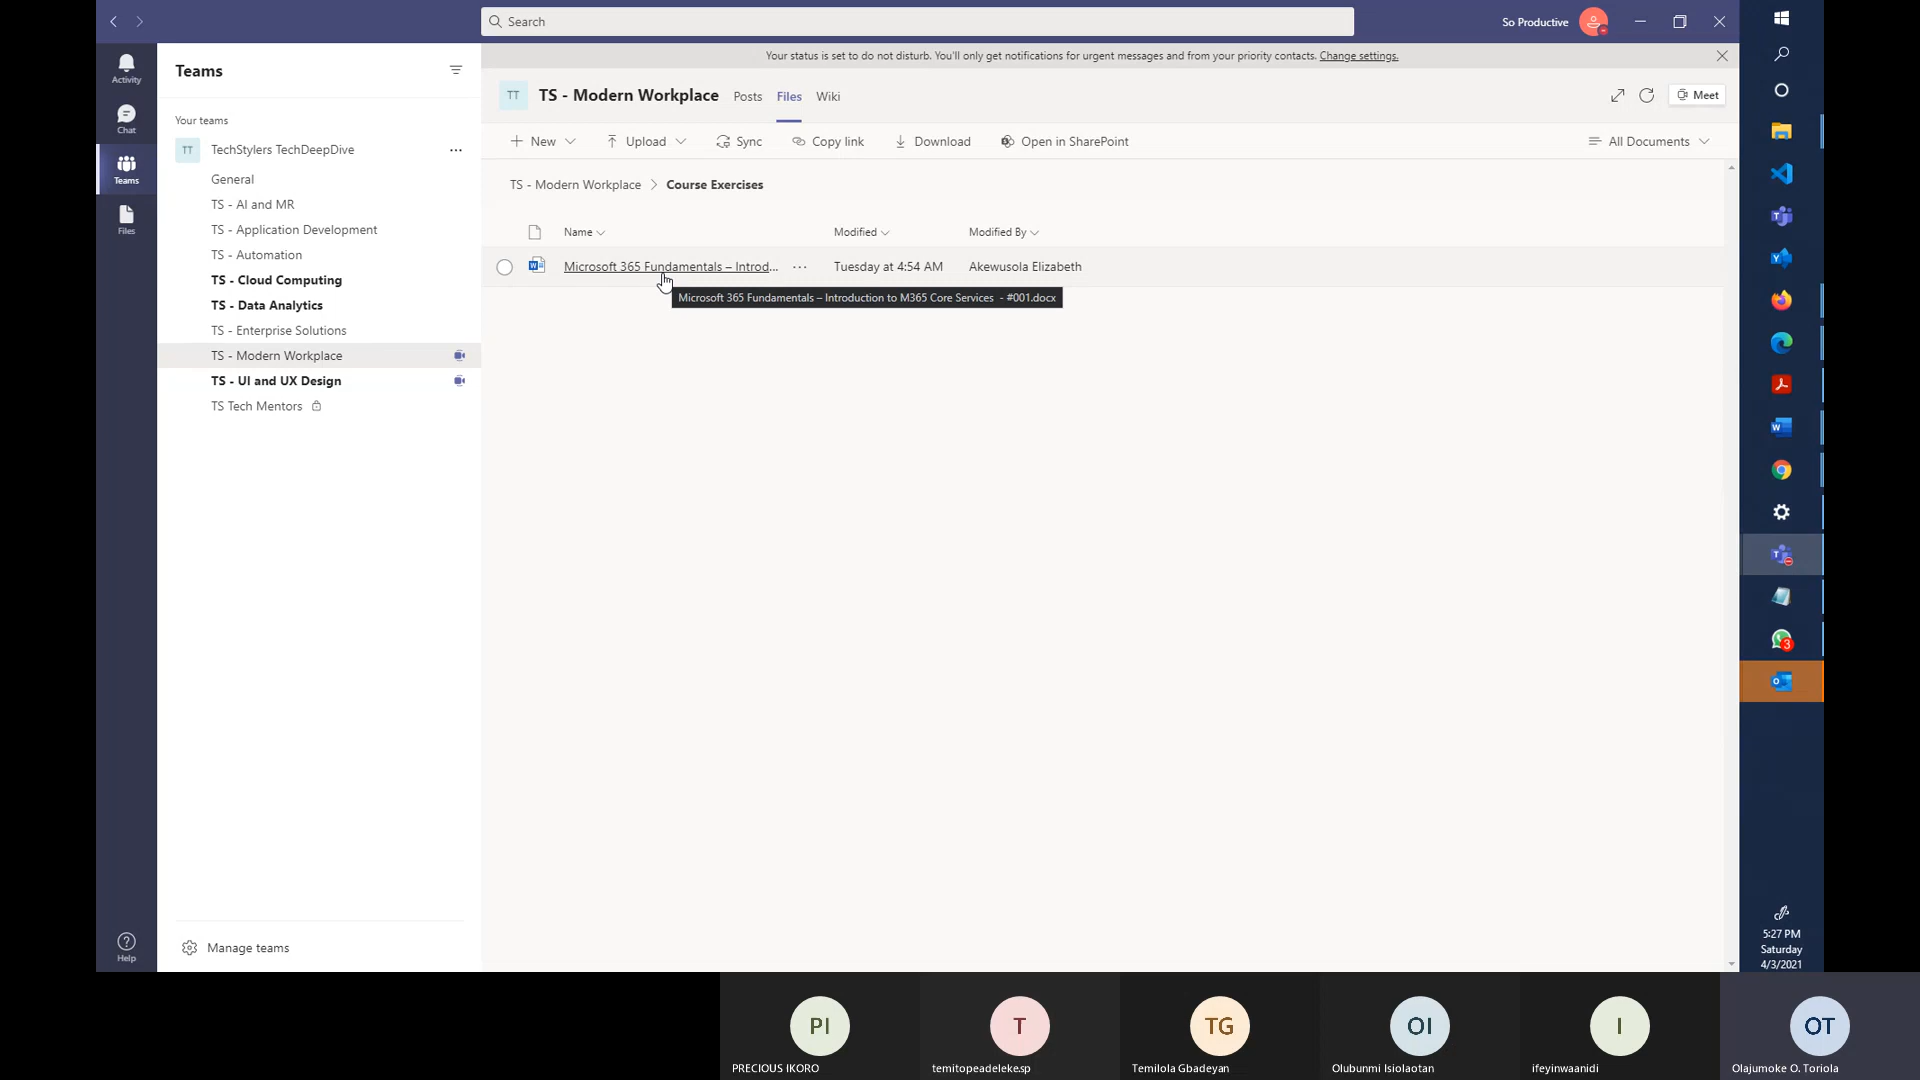 Search
So Productive
Your status is set to do not disturb. You'll only get notifications for urgent messages and from your priority contacts. Change settings.
Activity
Chat
Teams
Files
Help
Teams
Your teams
TT
TechStylers TechDeepDive
General
TS - AI and MR
TS - Application Development
TS - Automation
TS - Cloud Computing
TS - Data Analytics
TS - Enterprise Solutions
TS - Modern Workplace
TS - UI and UX Design
TS Tech Mentors
Manage teams
TT
TS - Modern Workplace
Posts
Files
Wiki
Meet
New
Upload
Sync
Copy link
Download
Open in SharePoint
All Documents
TS - Modern Workplace > Course Exercises
Name
Modified
Modified By
Microsoft 365 Fundamentals – Introd...
Tuesday at 4:54 AM
Akewusola Elizabeth
Microsoft 365 Fundamentals – Introduction to M365 Core Services - #001.docx
3
5:27 PM
Saturday
4/3/2021
PI
PRECIOUS IKORO
T
temitopeadeleke.sp
TG
Temilola Gbadeyan
OI
Olubunmi Isiolaotan
I
ifeyinwaanidi
OT
Olajumoke O. Toriola